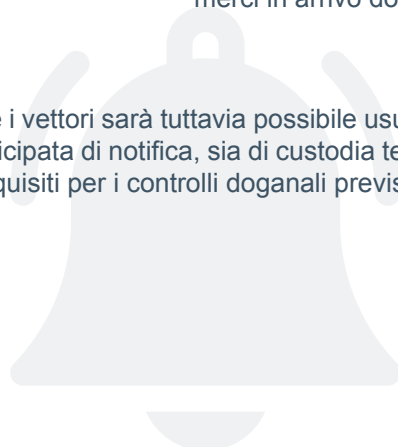 merci in arrivo do
i vettori sarà tuttavia possibile usu
cipata di notifica, sia di custodia te
quisiti per i controlli doganali previs